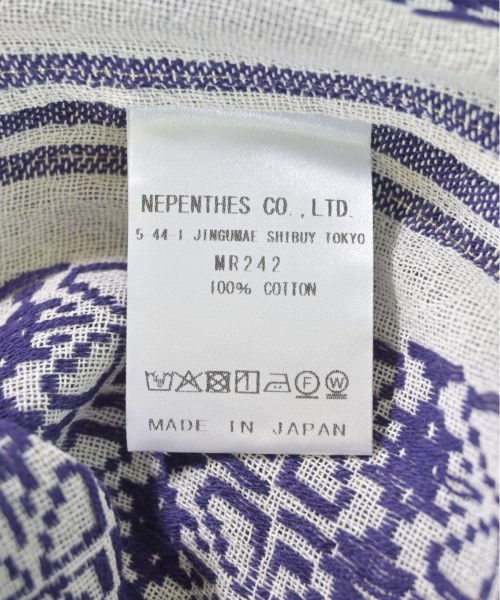 NEPENTHES CO.,LTD.
5-44-1 JINGUMAE SHIBUY TOKYO
MR242
100% COTTON
F W
MADE IN JAPAN